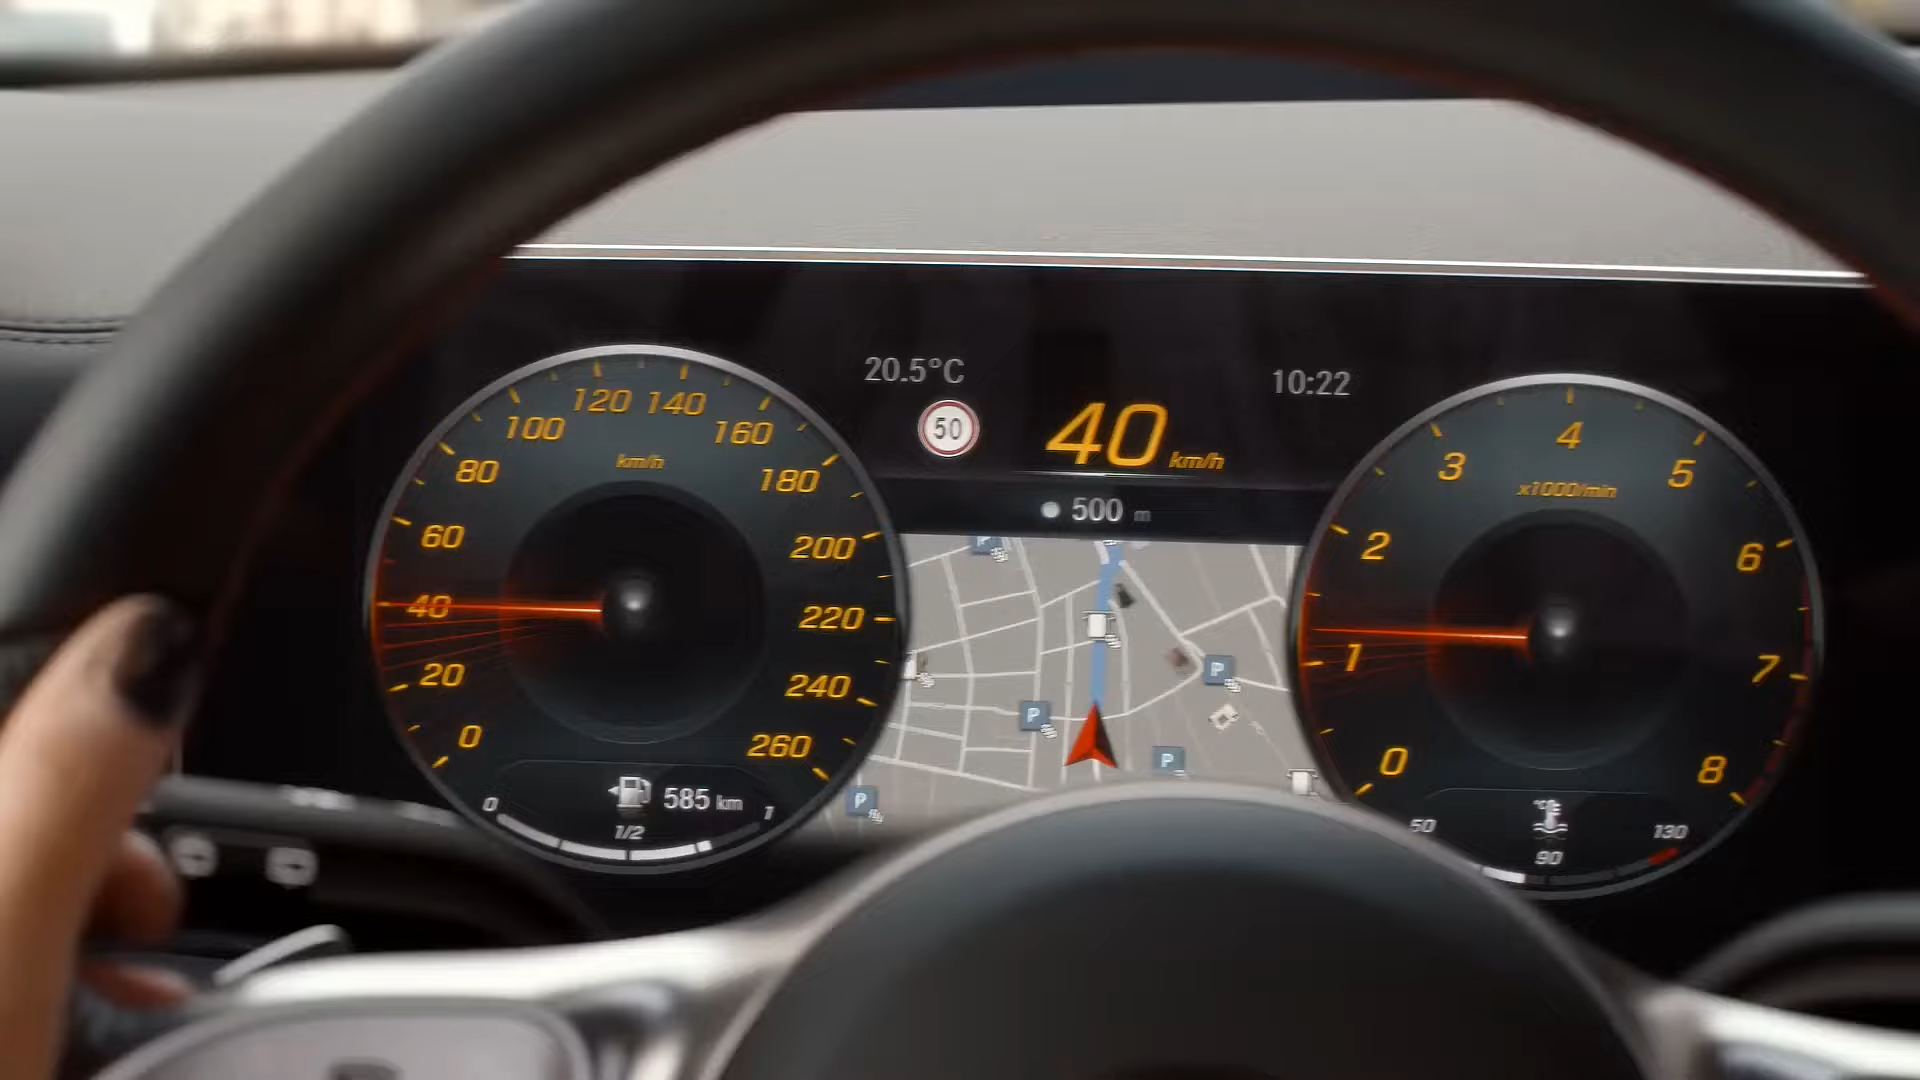 20.5°C
10:22
50
40 km/h
500 m
120 140
100 160
80 km/h 180
60 200
40 220
20 240
0 260
585 km
0 1/2 1
4
3 5
x1000/min
2 6
1 7
0 8
°C
50 90 130
P
P
P
P
P